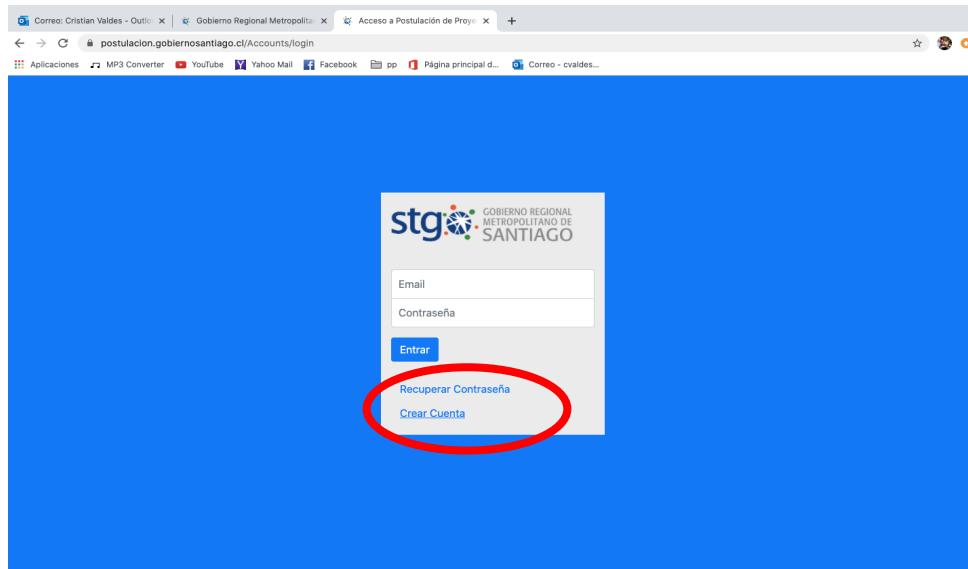 Correo: Cristian Valdes - Outlo
Gobierno Regional Metropolita
Acceso a Postulación de Proye
postulacion.gobiernosantiago.cl/Accounts/login
Aplicaciones
MP3 Converter
YouTube
Yahoo Mail
Facebook
pp
Página principal d...
Correo - cvaldes...
stgo
GOBIERNO REGIONAL
METROPOLITANO DE
SANTIAGO
Email
Contraseña
Entrar
Recuperar Contraseña
Crear Cuenta